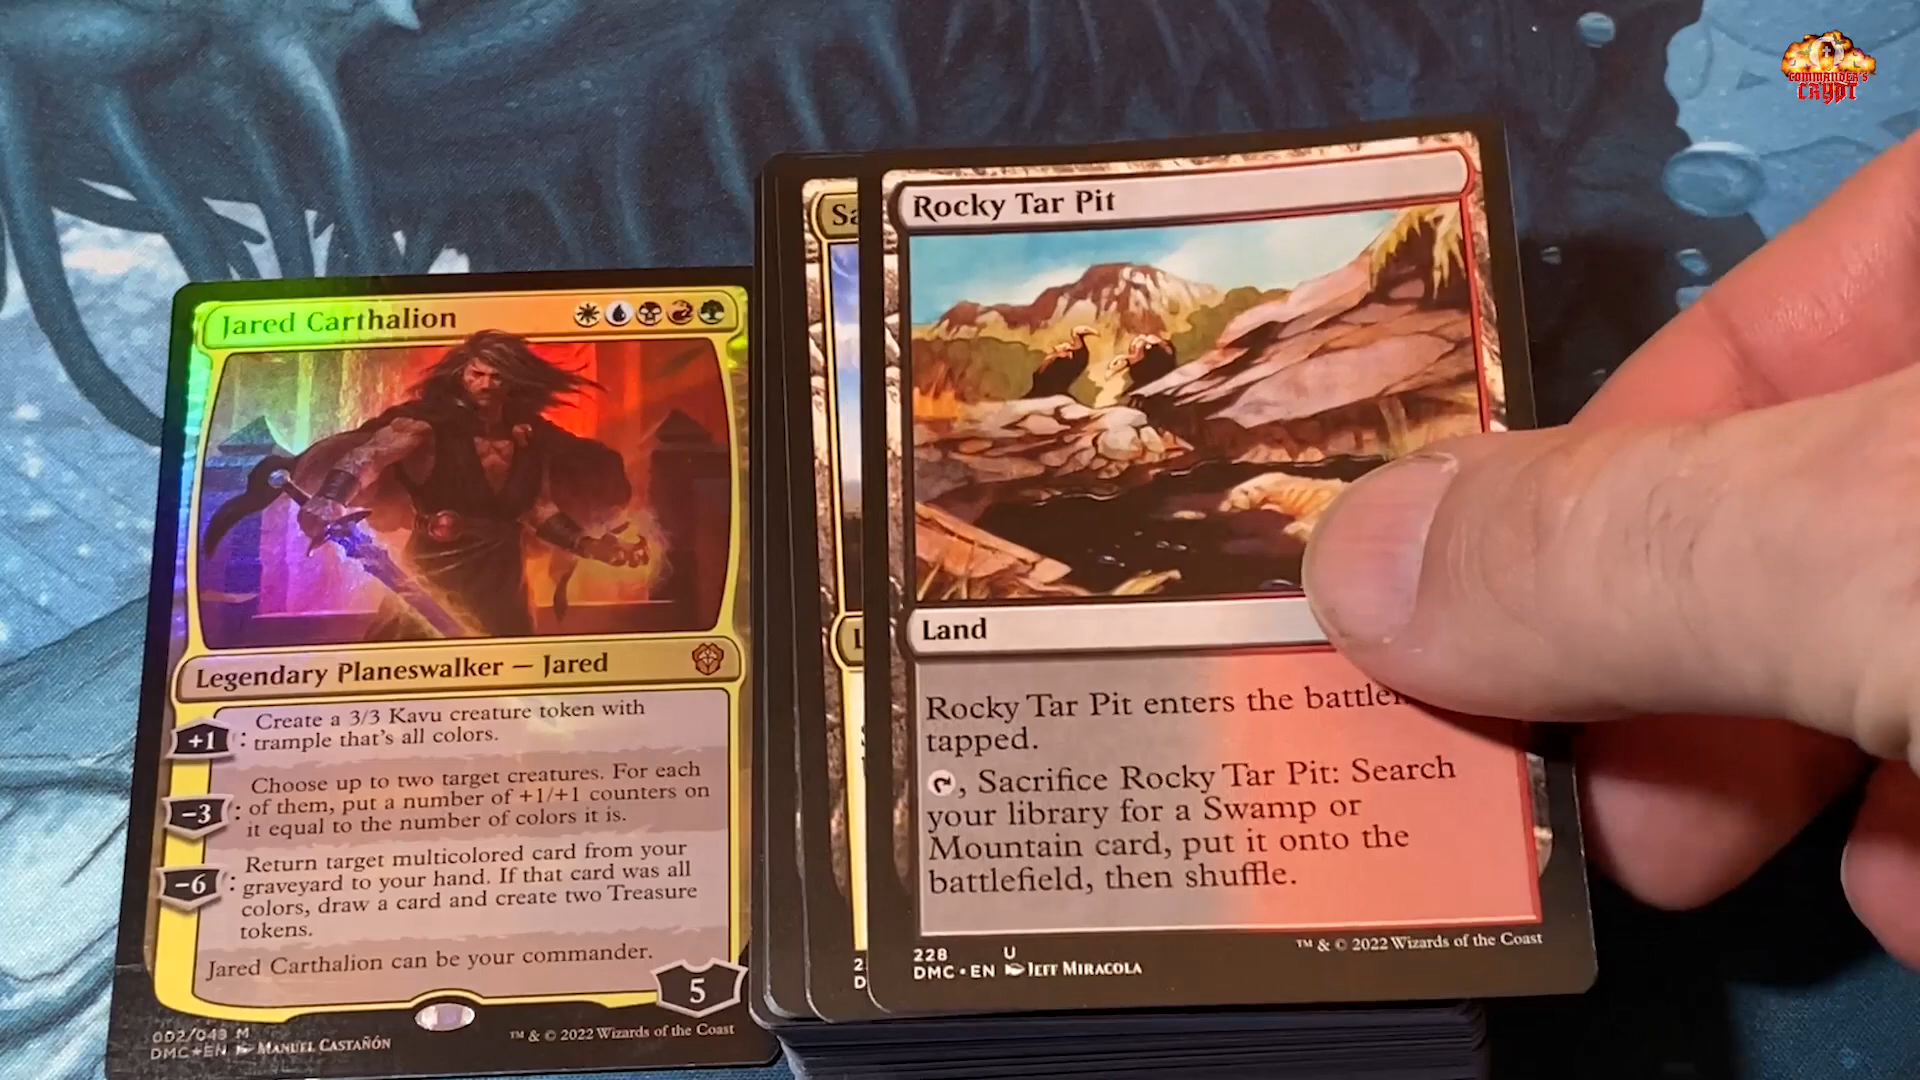 COMMANDER'S
CRYPT
Jared Carthalion
Legendary Planeswalker — Jared
+1: Create a 3/3 Kavu creature token with
trample that's all colors.
-3: Choose up to two target creatures. For each
of them, put a number of +1/+1 counters on
it equal to the number of colors it is.
-6: Return target multicolored card from your
graveyard to your hand. If that card was all
colors, draw a card and create two Treasure
tokens.
Jared Carthalion can be your commander.
5
M
DMC★EN MANUEL CASTAÑÓN
™ & © 2022 Wizards of the Coast
Sa
L
2
D
Rocky Tar Pit
Land
Rocky Tar Pit enters the
tapped.
, Sacrifice Rocky Tar Pit: Search
your library for a Swamp or
Mountain card, put it onto the
battlefield, then shuffle.
228 U
DMC • EN JEFF MIRACOLA
™ & © 2022 Wizards of the Coast